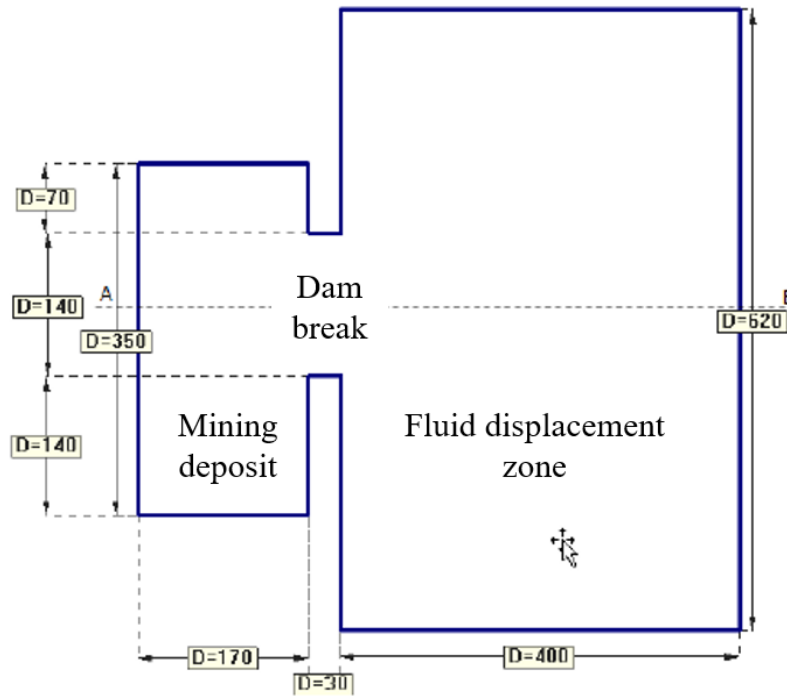 D=70
D=140
A
Dam
break
D=350
D=620
D=140
Mining
deposit
Fluid displacement
zone
D=170
D=30
D=400